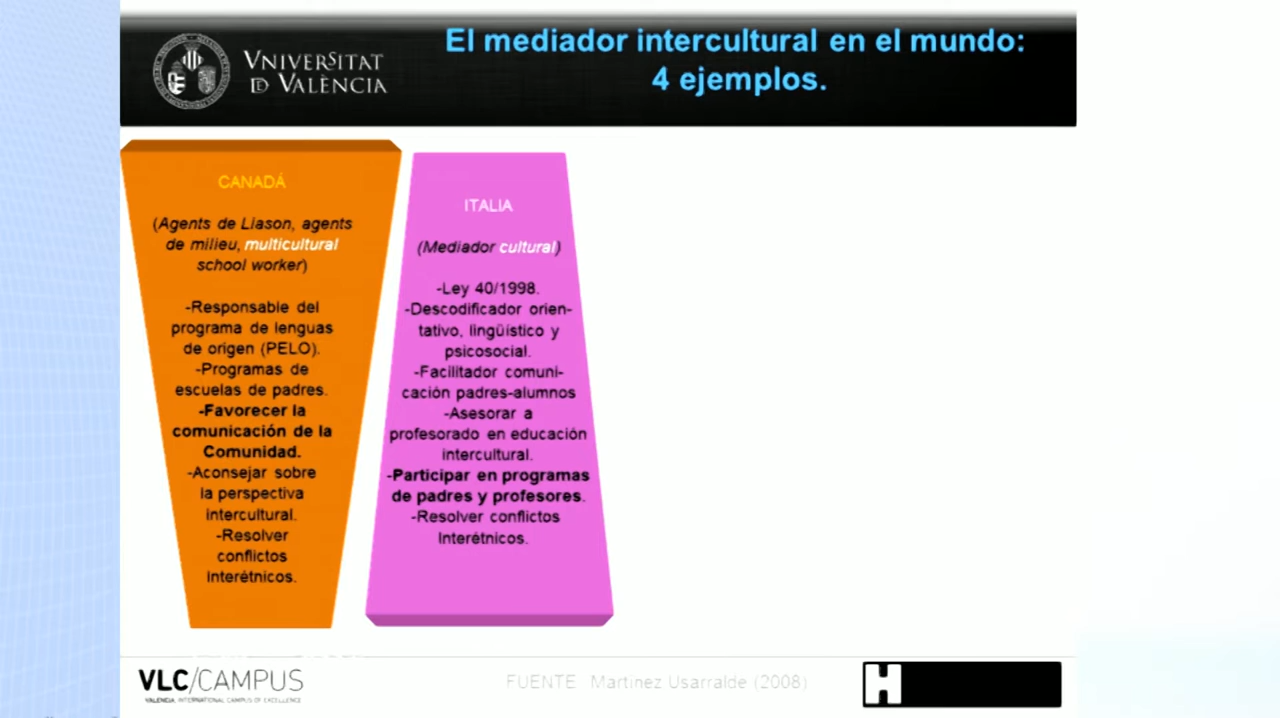 El mediador intercultural en el mundo:
4 ejemplos.
VNIVERSITAT
DE VALÈNCIA
CANADÁ
(Agents de Liason, agents
de milieu, multicultural
school worker)
-Responsable del
programa de lenguas
de origen (PELO).
-Programas de
escuelas de padres.
-Favorecer la
comunicación de la
Comunidad.
-Aconsejar sobre
la perspectiva
intercultural.
-Resolver
conflictos
Interétnicos.
ITALIA
(Mediador cultural)
-Ley 40/1998.
-Descodificador orien-
tativo, lingüístico y
psicosocial.
-Facilitador comuni-
cación padres-alumnos
-Asesorar a
profesorado en educación
intercultural.
-Participar en programas
de padres y profesores.
-Resolver conflictos
Interétnicos.
VLC/CAMPUS
VALENCIA, INTERNATIONAL CAMPUS OF EXCELLENCE
FUENTE Martínez Usarralde (2008)
H